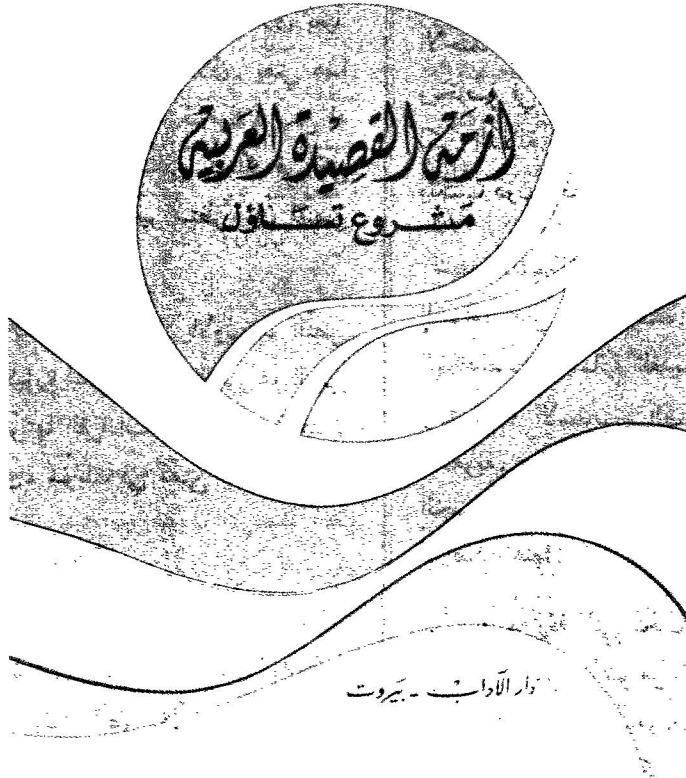 أزمة القصيدة العربية
مشروع تساؤل
دار الآداب - بيروت